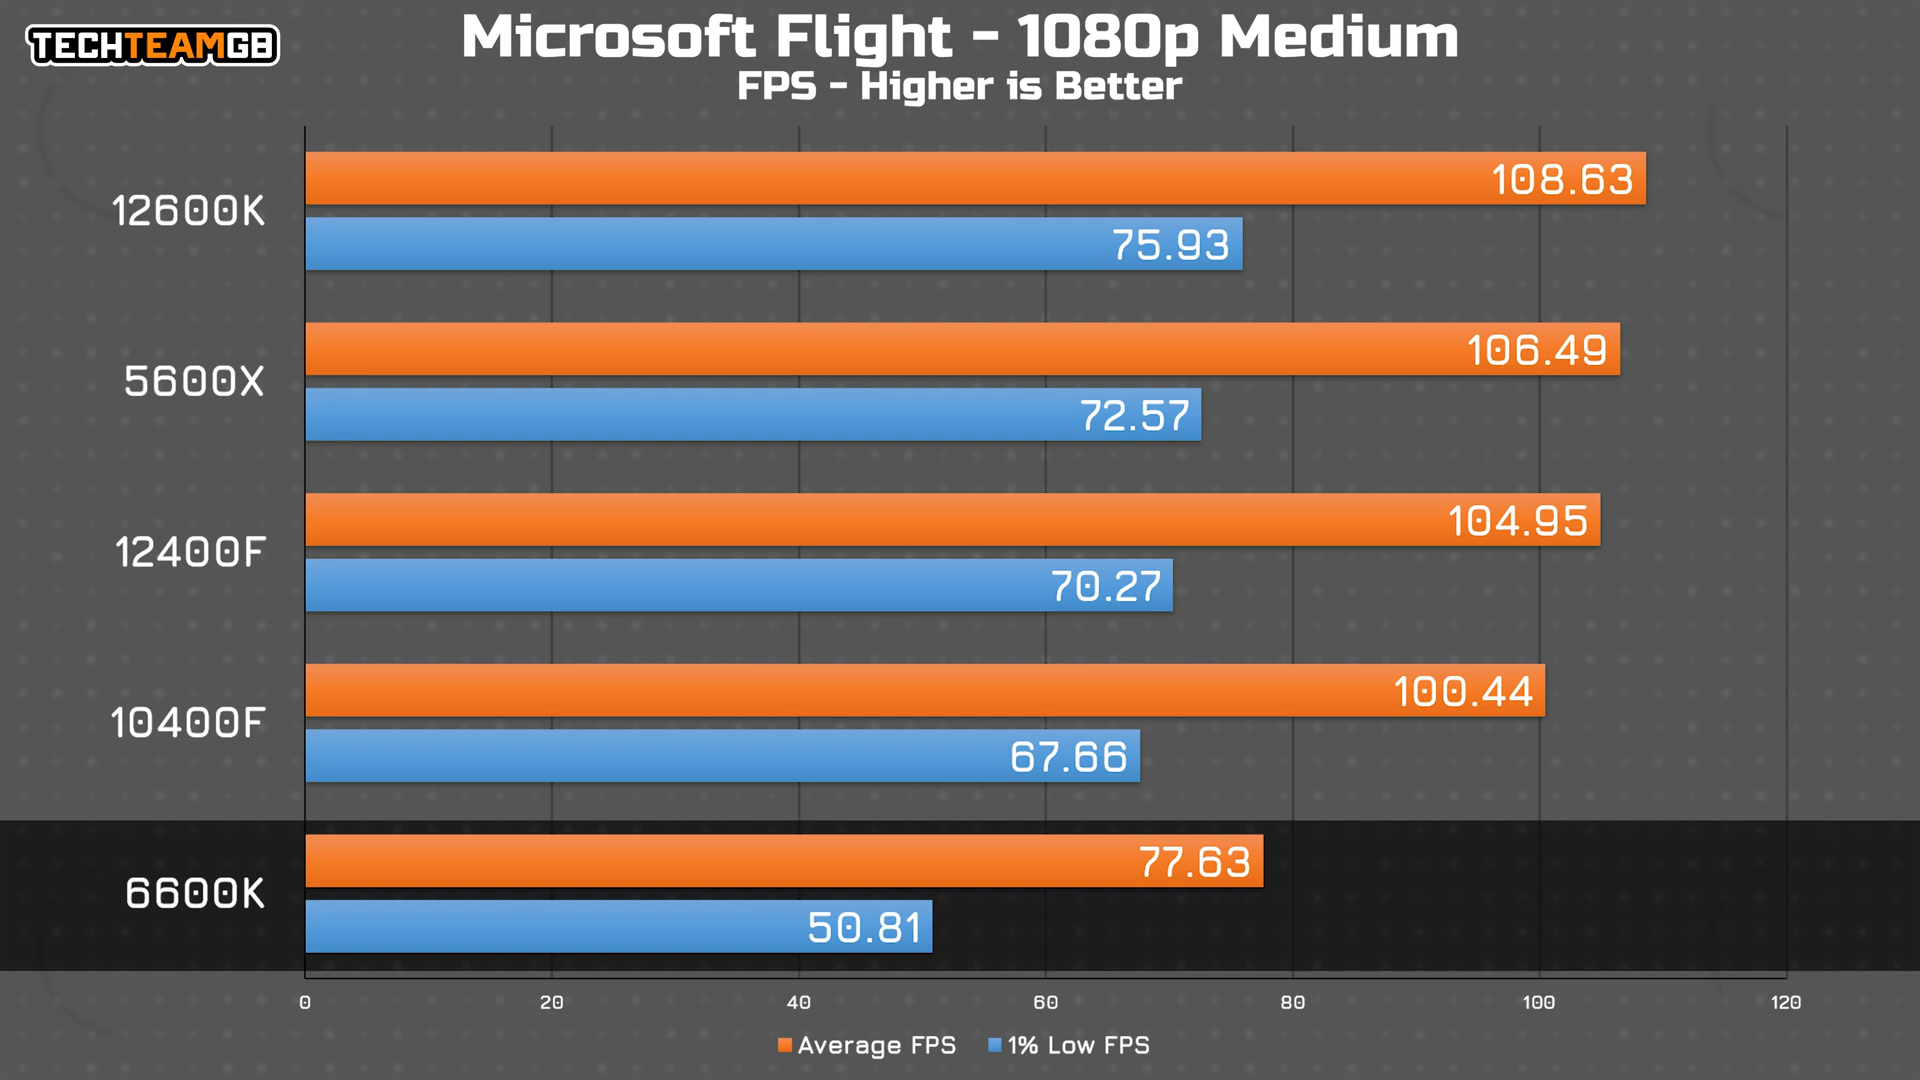 TECHTEAMGB
Microsoft Flight - 1080p Medium
FPS - Higher is Better
12600K
108.63
75.93
5600X
106.49
72.57
12400F
104.95
70.27
10400F
100.44
67.66
6600K
77.63
50.81
0 20 40 60 80 100 120
Average FPS 1% Low FPS